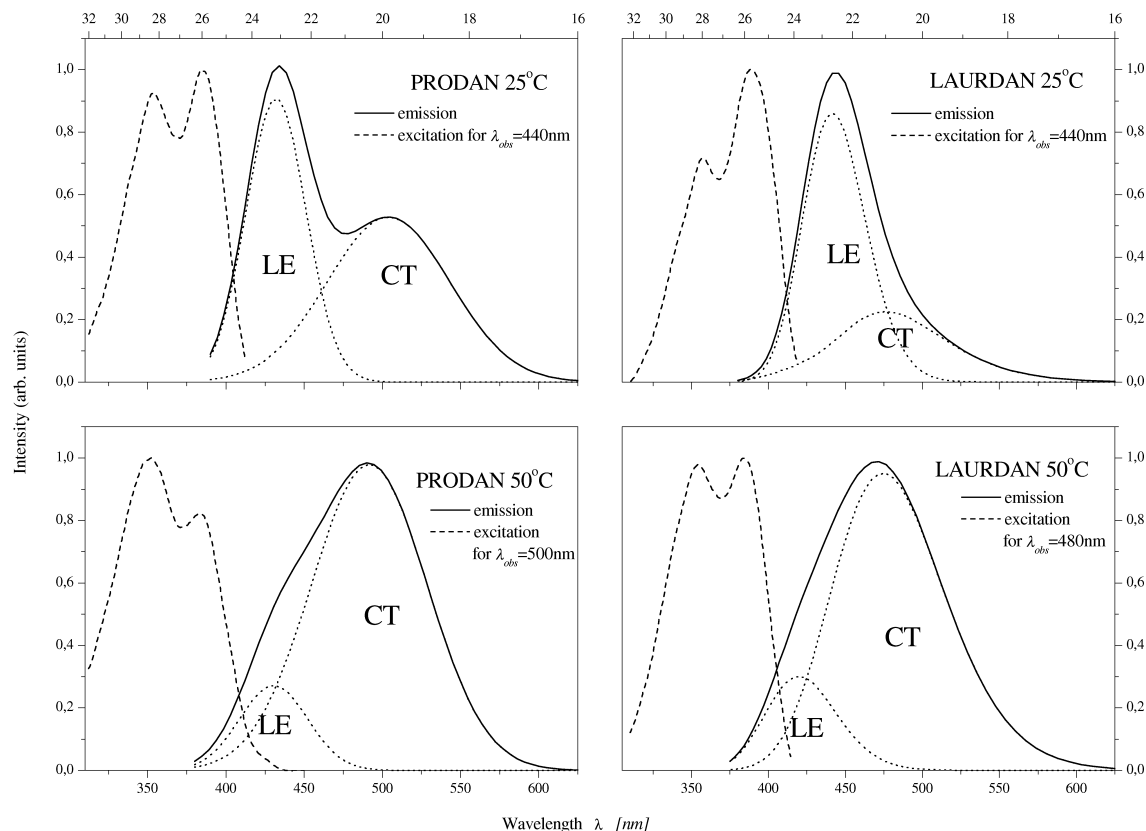 32 30 28 26 24 22 20 18 16
32 30 28 26 24 22 20 18 16
PRODAN 25°C
emission
excitation for λobs=440nm
LE
CT
1,0
0,8
0,6
0,4
0,2
0,0
LAURDAN 25°C
emission
excitation for λobs=440nm
LE
CT
1,0
0,8
0,6
0,4
0,2
0,0
Intensity (arb. units)
PRODAN 50°C
emission
excitation
for λobs=500nm
CT
LE
1,0
0,8
0,6
0,4
0,2
0,0
350 400 450 500 550 600
LAURDAN 50°C
emission
excitation
for λobs=480nm
CT
LE
1,0
0,8
0,6
0,4
0,2
0,0
350 400 450 500 550 600
Wavelength λ [nm]